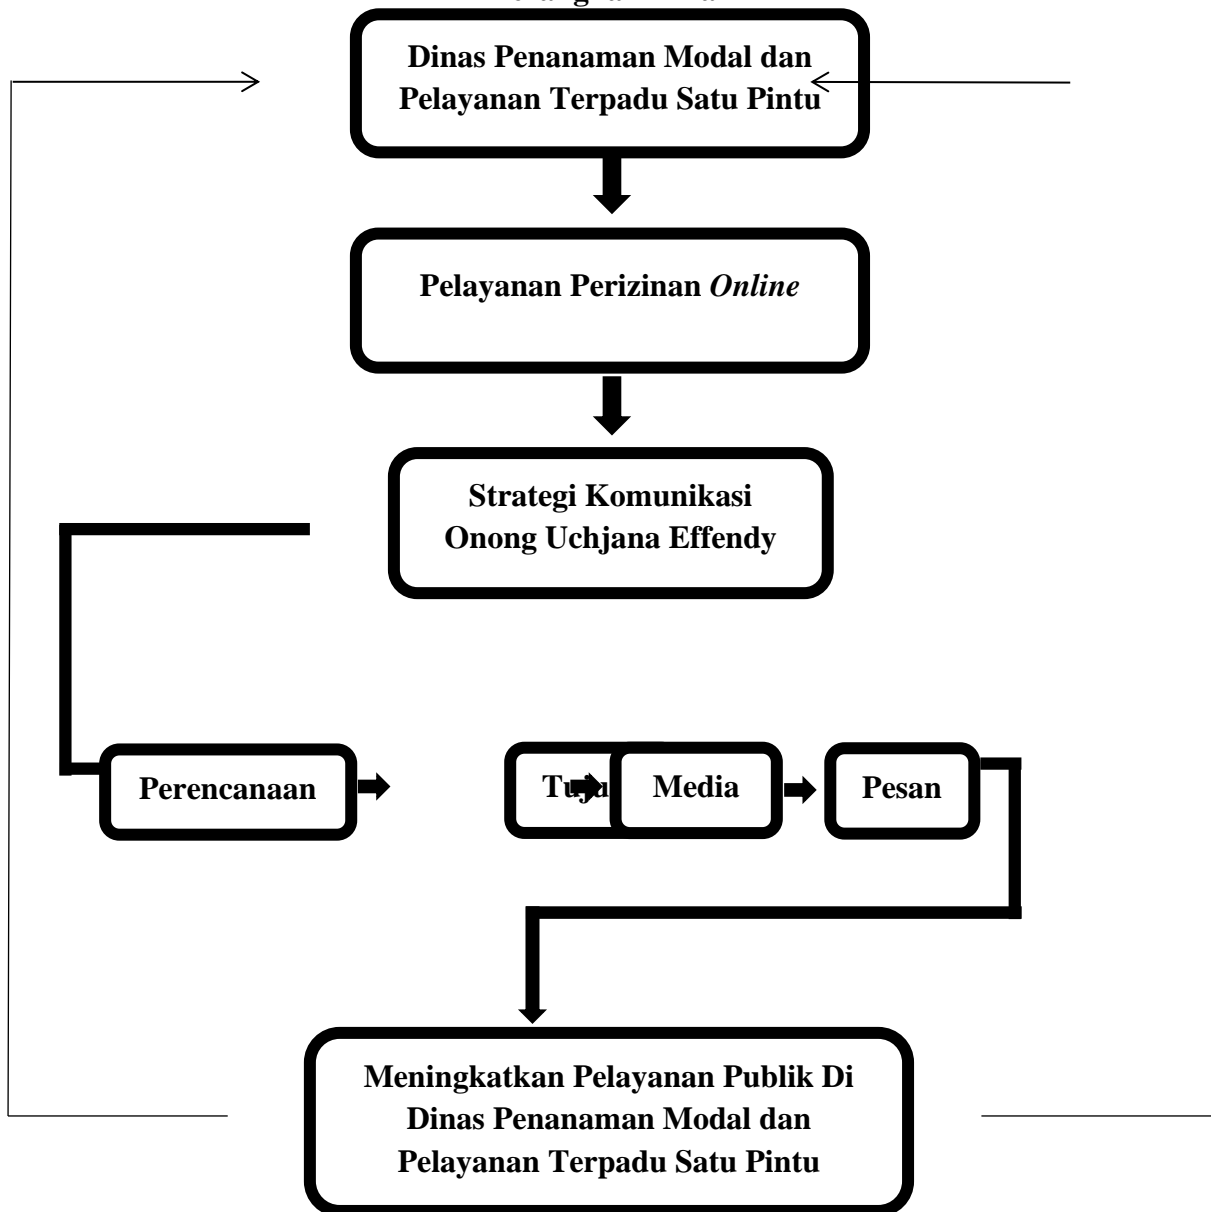 Dinas Penanaman Modal dan
Pelayanan Terpadu Satu Pintu
Pelayanan Perizinan Online
Strategi Komunikasi
Onong Uchjana Effendy
Perencanaan
Media
Pesan
Meningkatkan Pelayanan Publik Di
Dinas Penanaman Modal dan
Pelayanan Terpadu Satu Pintu